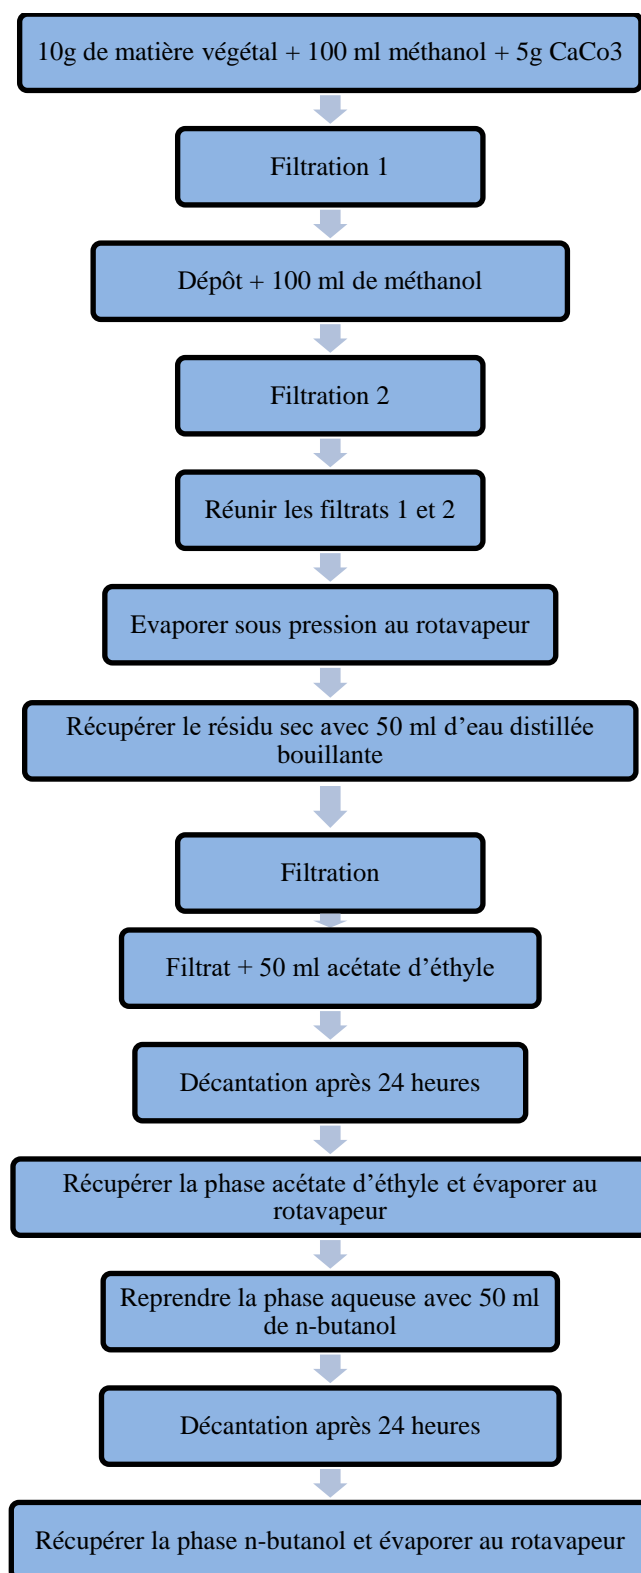 10g de matière végétal + 100 ml méthanol + 5g CaCo3
Filtration 1
Dépôt + 100 ml de méthanol
Filtration 2
Réunir les filtrats 1 et 2
Evaporer sous pression au rotavapeur
Récupérer le résidu sec avec 50 ml d’eau distillée
bouillante
Filtration
Filtrat + 50 ml acétate d’éthyle
Décantation après 24 heures
Récupérer la phase acétate d’éthyle et évaporer au
rotavapeur
Reprendre la phase aqueuse avec 50 ml
de n-butanol
Décantation après 24 heures
Récupérer la phase n-butanol et évaporer au rotavapeur